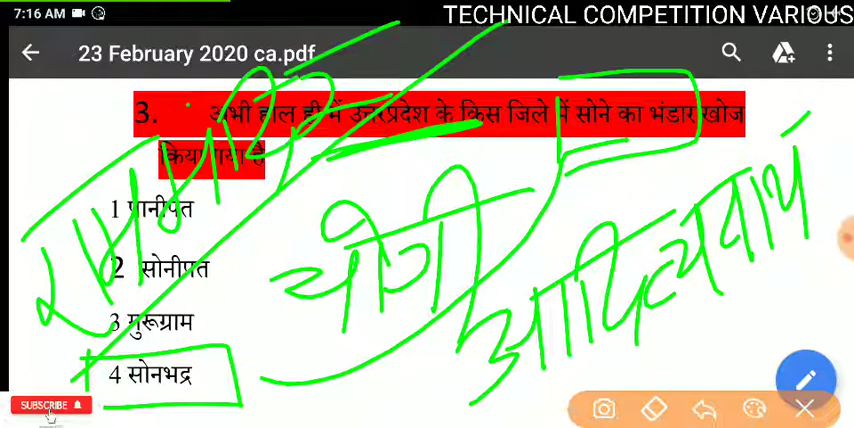 7:16 AM
TECHNICAL COMPETITION VARIOUS
23 February 2020 ca.pdf
3. अभी हाल ही में उत्तरप्रदेश के किस जिले में सोने का भंडार खोज
किया गया है
1 पानीपत
2 सोनीपत
3 गुरूग्राम
4 सोनभद्र
राम मंदिर
योगी
आदित्यनाथ
SUBSCRIBE